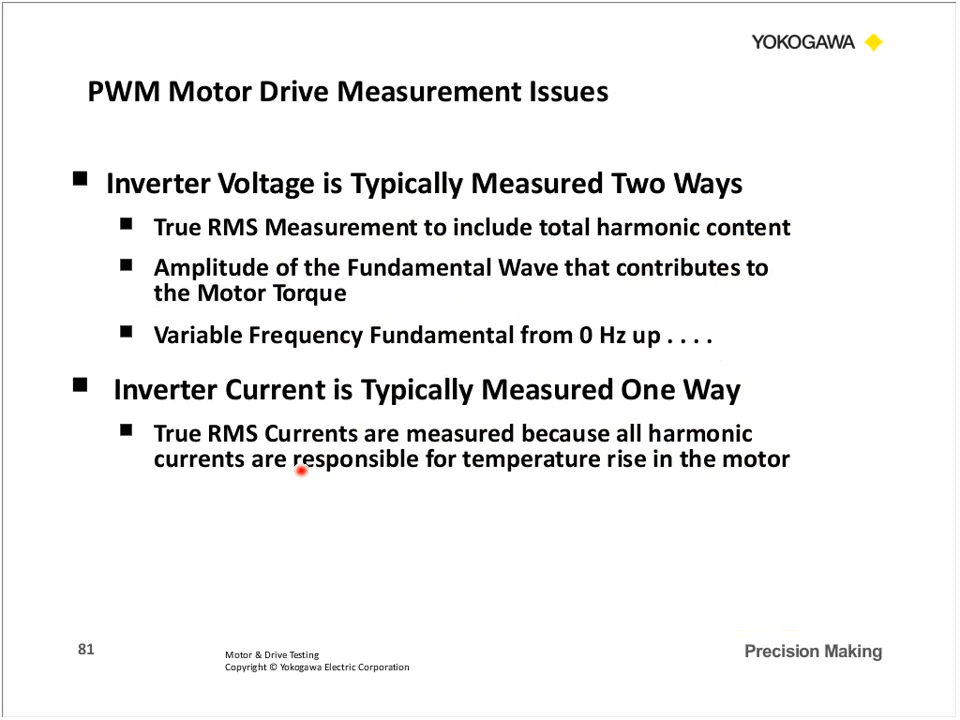 YOKOGAWA
PWM Motor Drive Measurement Issues
Inverter Voltage is Typically Measured Two Ways
True RMS Measurement to include total harmonic content
Amplitude of the Fundamental Wave that contributes to
the Motor Torque
Variable Frequency Fundamental from 0 Hz up . . . .
Inverter Current is Typically Measured One Way
True RMS Currents are measured because all harmonic
currents are responsible for temperature rise in the motor
81
Motor & Drive Testing
Copyright © Yokogawa Electric Corporation
Precision Making